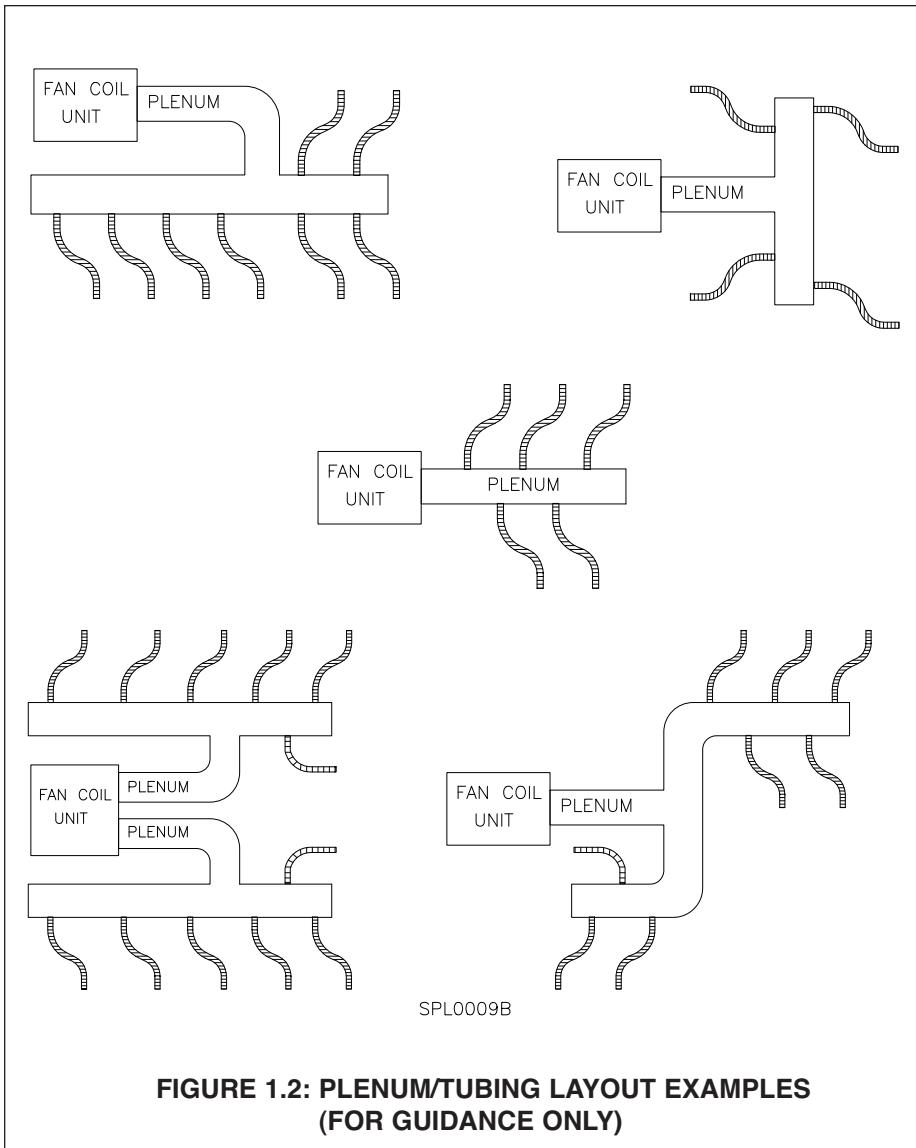 FAN COIL
UNIT
PLENUM
FAN COIL
UNIT
PLENUM
FAN COIL
UNIT
PLENUM
FAN COIL
UNIT
PLENUM
PLENUM
FAN COIL
UNIT
PLENUM
SPL0009B
FIGURE 1.2: PLENUM/TUBING LAYOUT EXAMPLES
(FOR GUIDANCE ONLY)